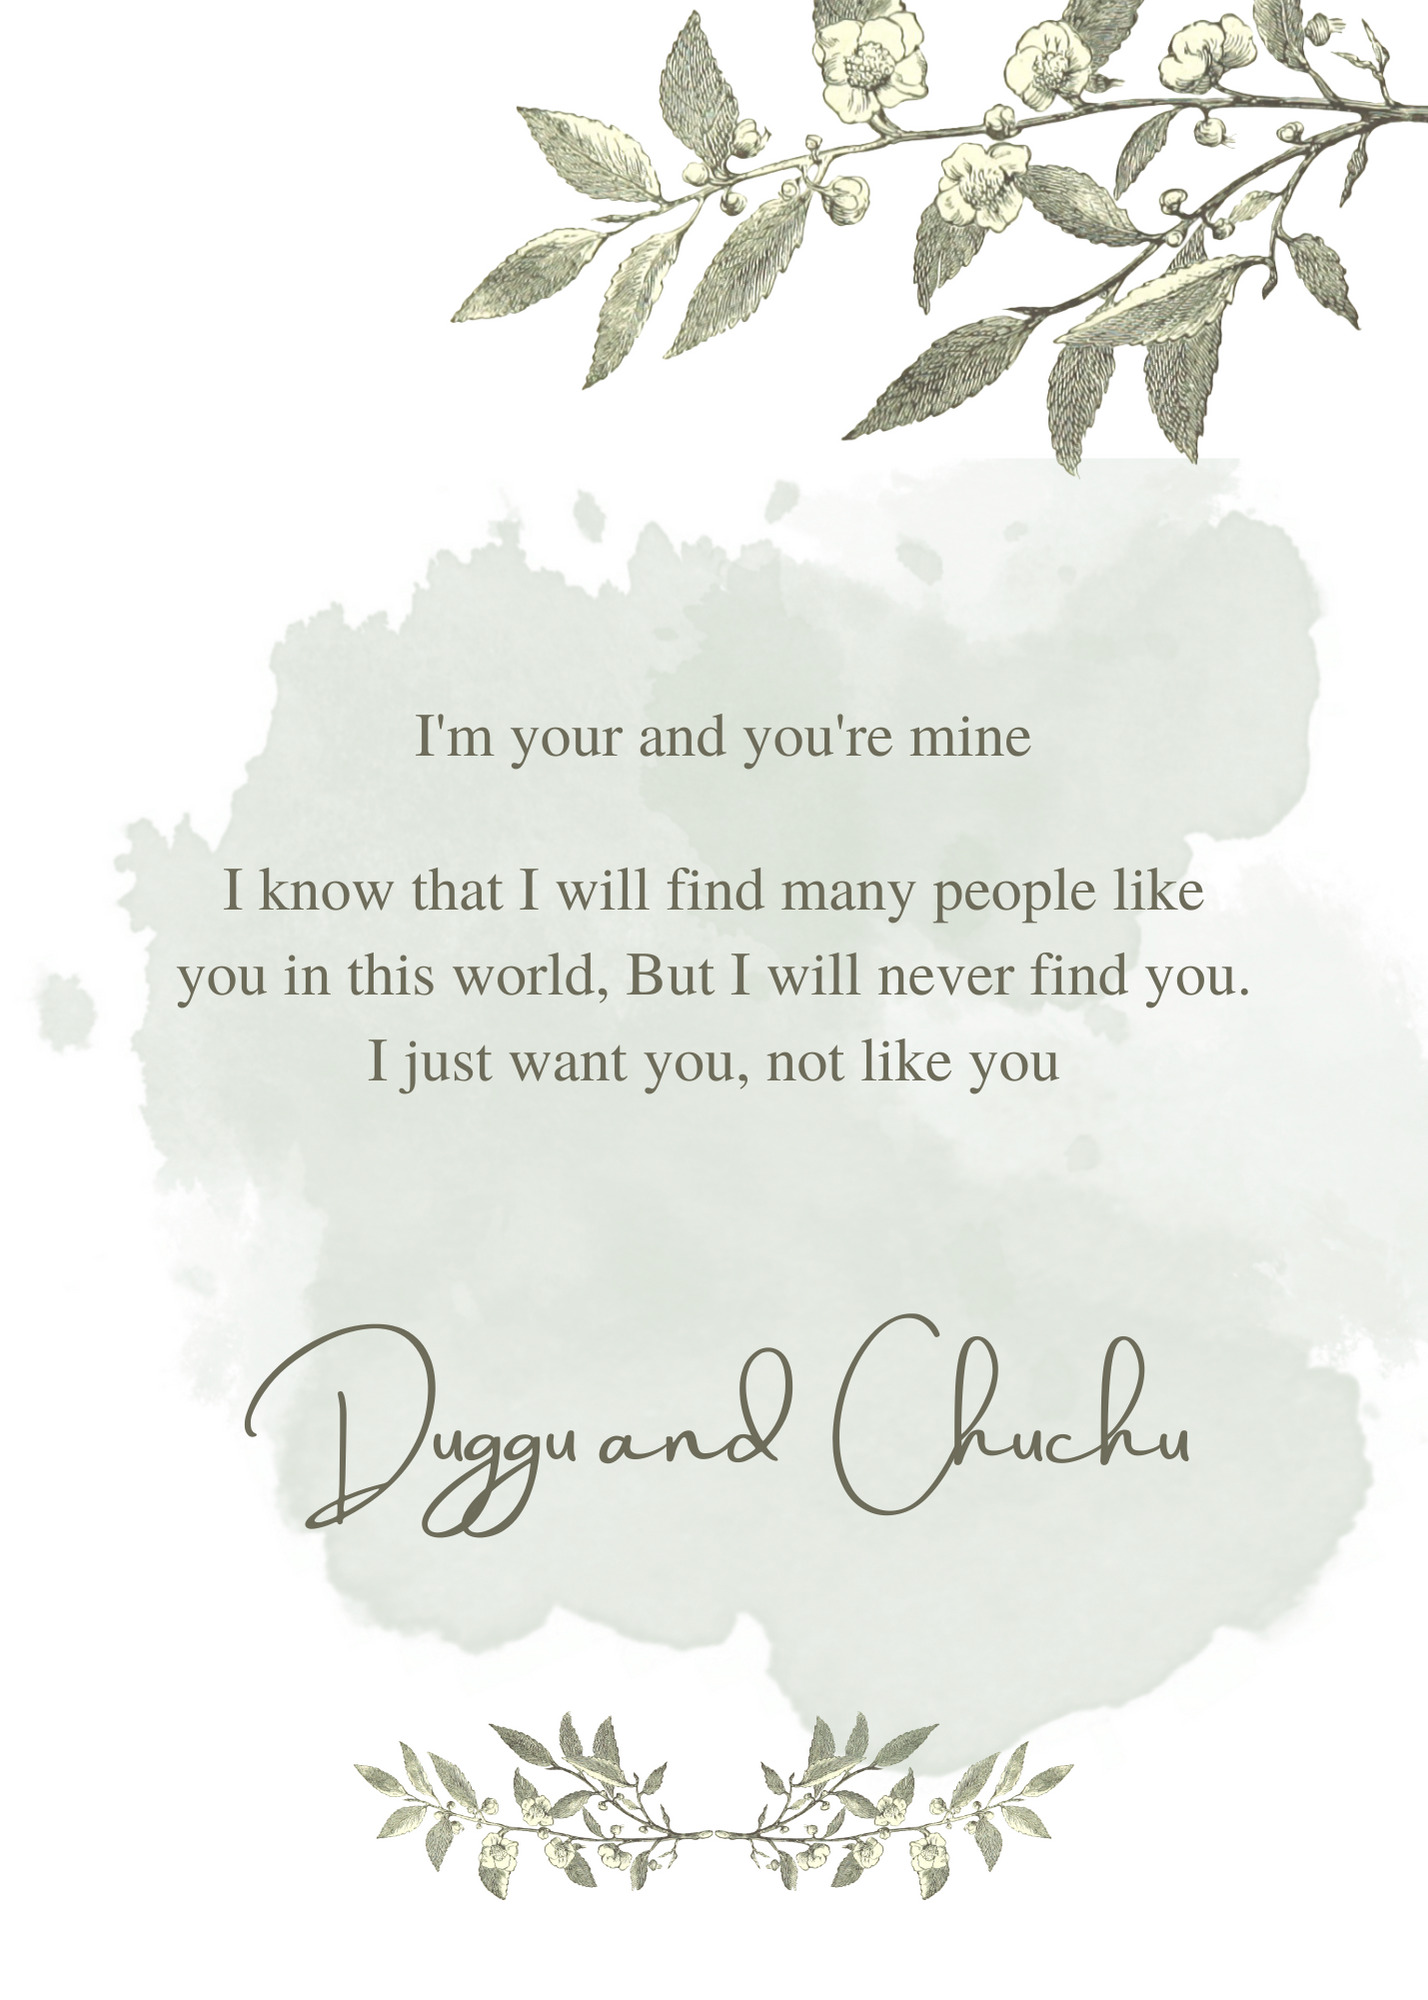 I'm your and you're mine
I know that I will find many people like
you in this world, But I will never find you.
I just want you, not like you
Duggu and Chuchu